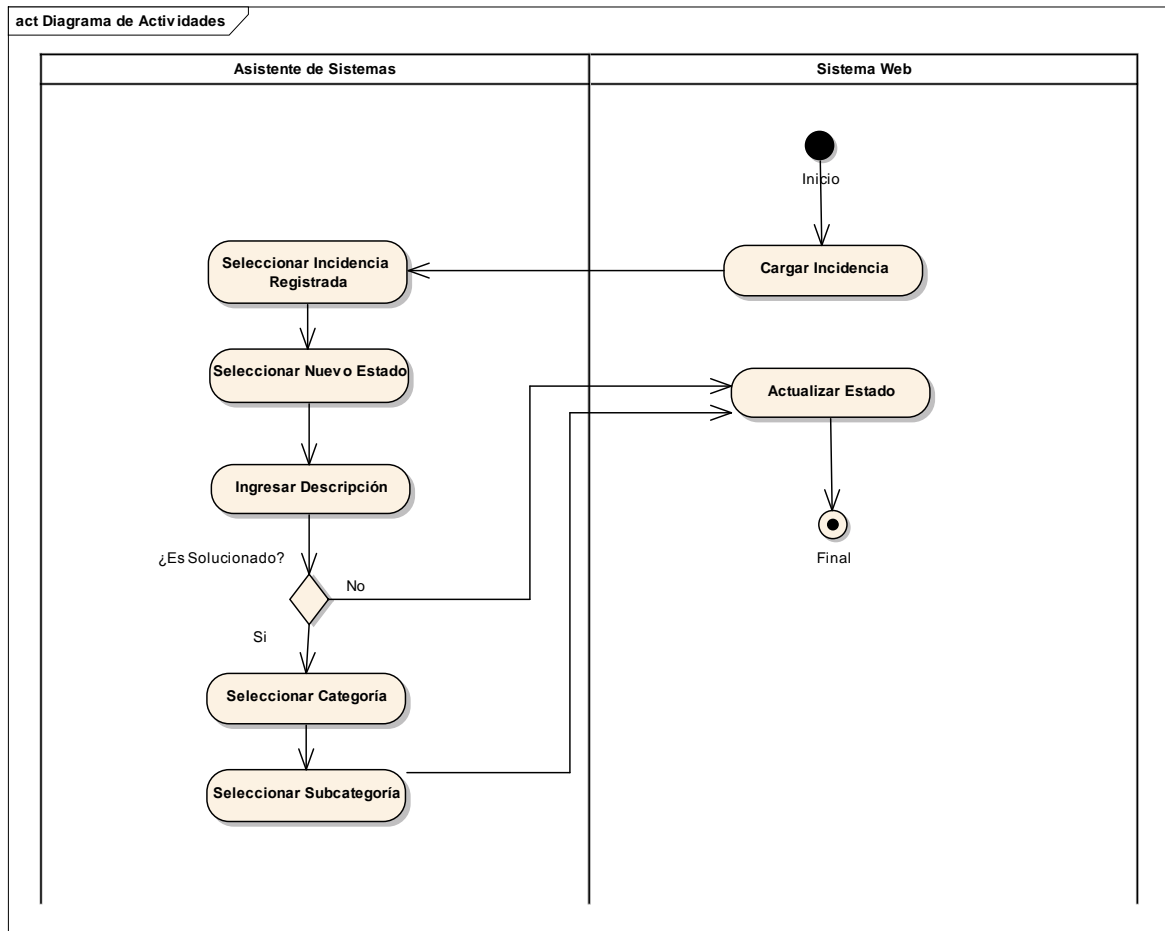 act Diagrama de Actividades
Asistente de Sistemas
Sistema Web
Inicio
Seleccionar Incidencia
Registrada
Cargar Incidencia
Seleccionar Nuevo Estado
Actualizar Estado
Ingresar Descripción
¿Es Solucionado?
Final
No
Si
Seleccionar Categoría
Seleccionar Subcategoría